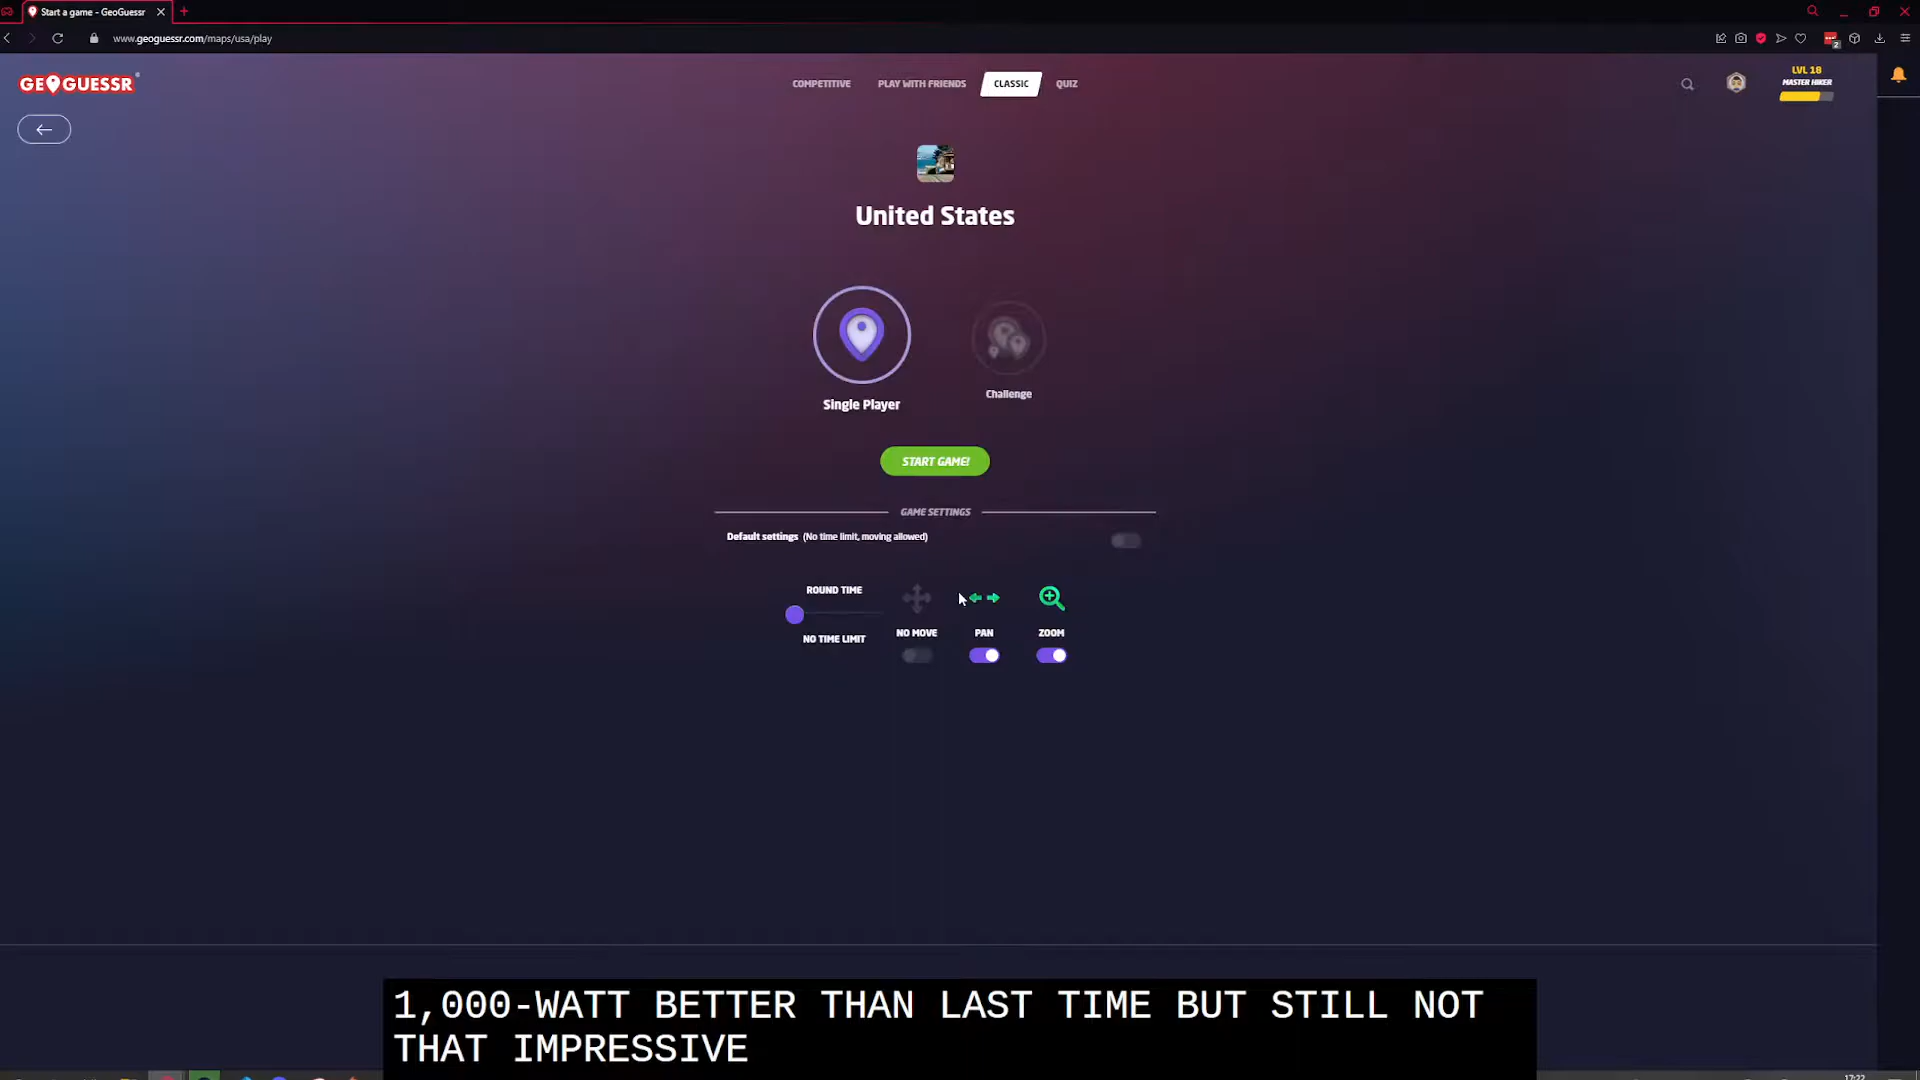 Start a game - GeoGuessr
www.geoguessr.com/maps/usa/play
2
GEOGUESSR
COMPETITIVE
PLAY WITH FRIENDS
CLASSIC
QUIZ
LVL 18
MASTER HIKER
United States
Single Player
Challenge
START GAME!
GAME SETTINGS
Default settings (No time limit, moving allowed)
ROUND TIME
NO TIME LIMIT
NO MOVE
PAN
ZOOM
1,000-WATT BETTER THAN LAST TIME BUT STILL NOT
THAT IMPRESSIVE
17:22